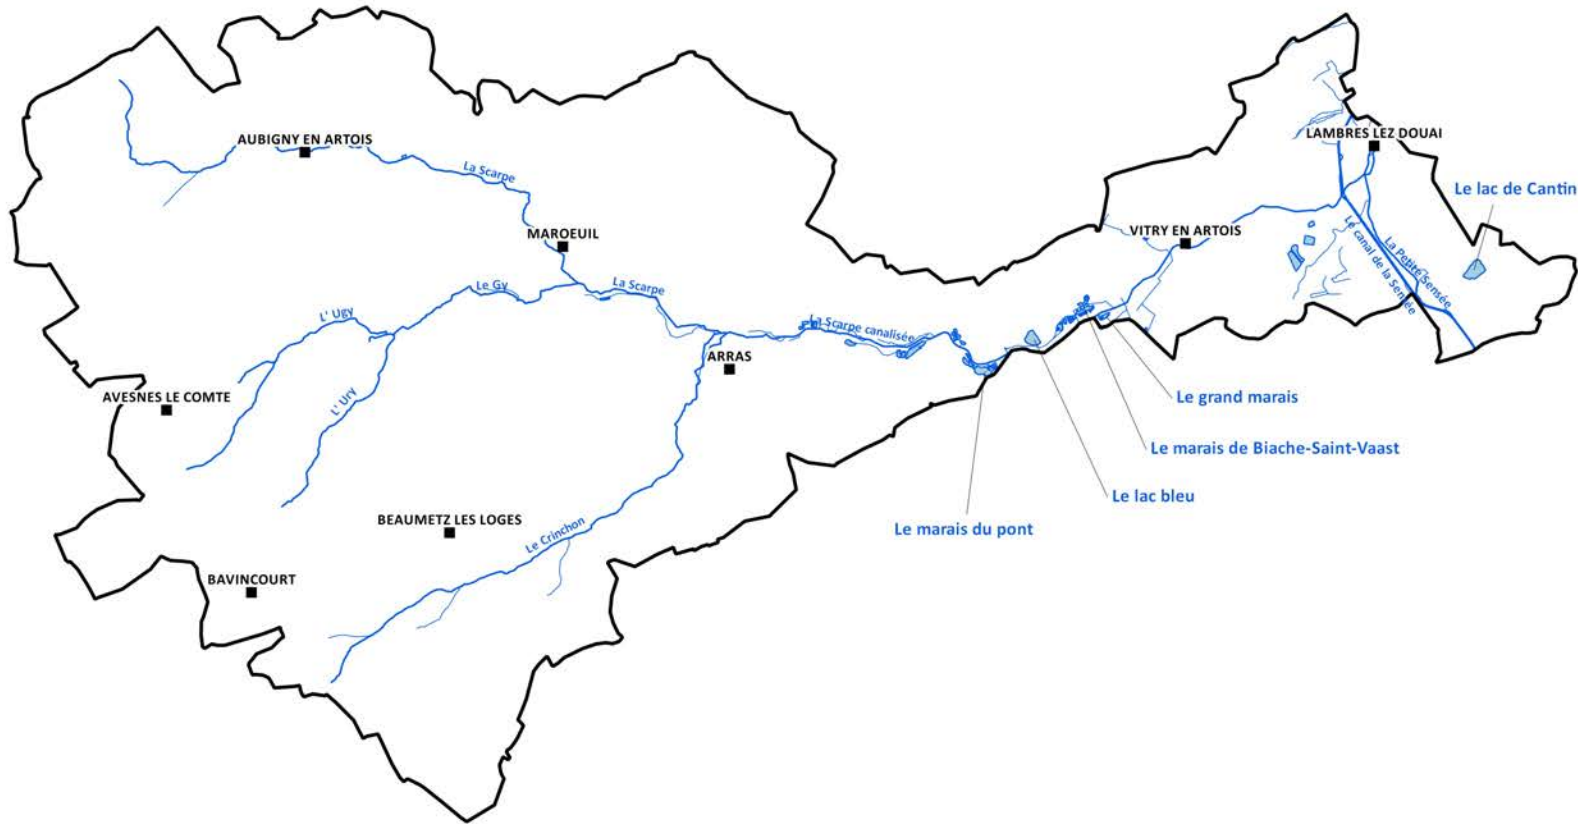 AUBIGNY EN ARTOIS
LAMBRES LEZ DOUAI
La Scarpe
Le lac de Cantin
MAROEUIL
VITRY EN ARTOIS
Le canal de la Sensée
La Petite Sensée
Le Gy
La Scarpe
L' Ugy
La Scarpe canalisée
ARRAS
AVESNES LE COMTE
L' Ury
Le grand marais
Le marais de Biache-Saint-Vaast
Le lac bleu
BEAUMETZ LES LOGES
Le Crinchon
Le marais du pont
BAVINCOURT